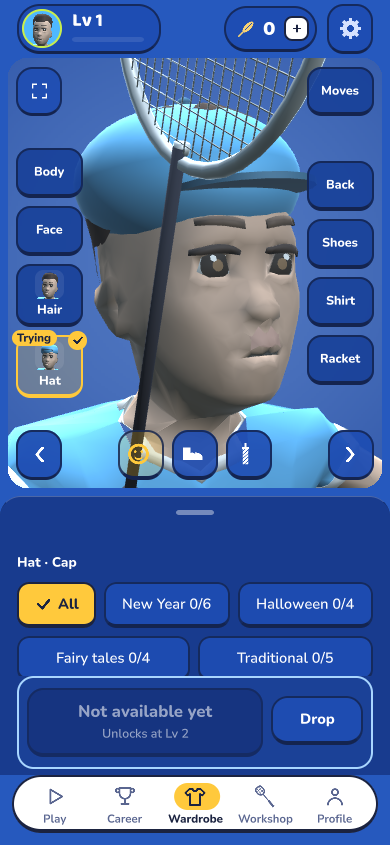 Lv 1
0
+
Moves
Body
Back
Face
Shoes
Hair
Shirt
Trying
Hat
Racket
Hat · Cap
All
New Year 0/6
Halloween 0/4
Fairy tales 0/4
Traditional 0/5
Not available yet
Unlocks at Lv 2
Drop
Play
Career
Wardrobe
Workshop
Profile